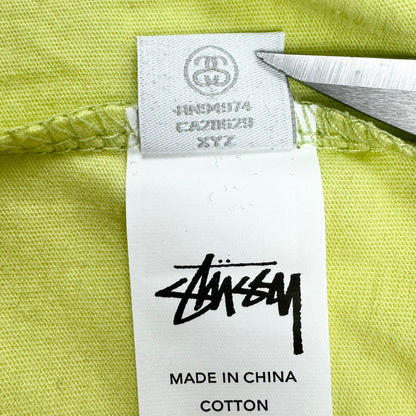 RN94974
CA28629
XYZ
STÜSSY
MADE IN CHINA
COTTON